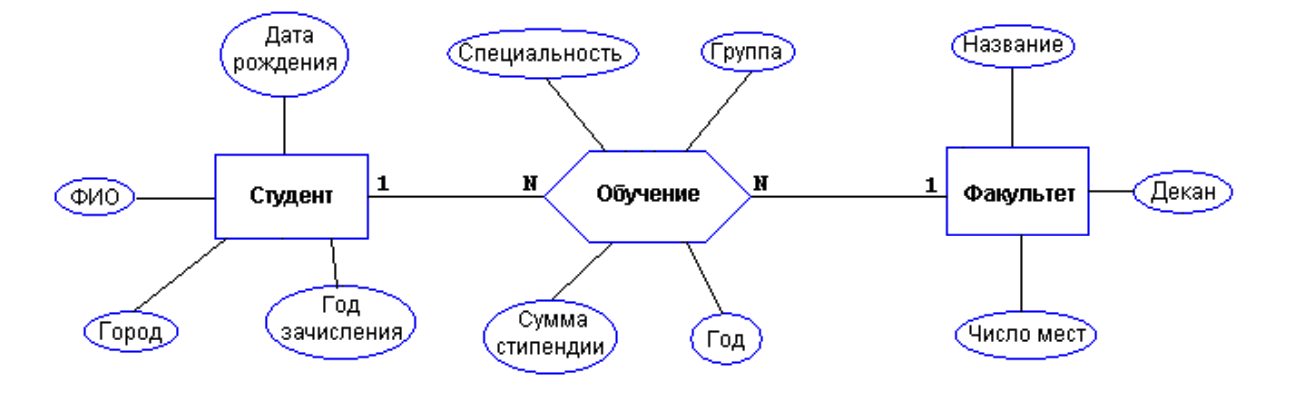 Дата
рождения
Специальность
Группа
Название
ФИО
Студент
1
N
Обучение
N
1
Факультет
Декан
Город
Год
зачисления
Сумма
стипендии
Год
Число мест